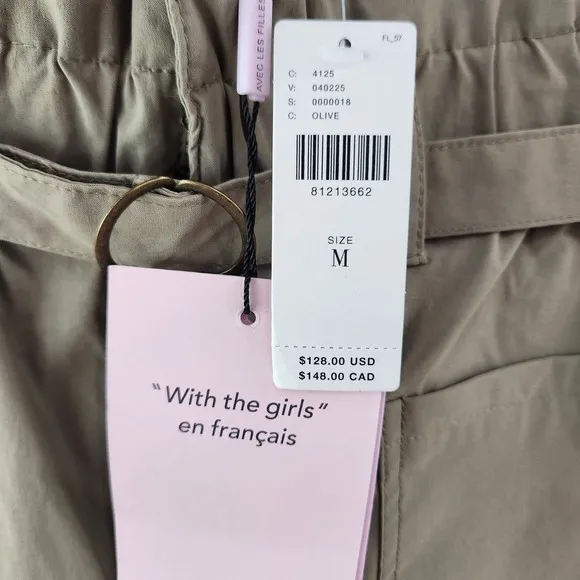 AVEC LES FILLES
FL_57
C: 4125
V: 040225
S: 0000018
C: OLIVE
81213662
SIZE
M
$128.00 USD
$148.00 CAD
"With the girls"
en français